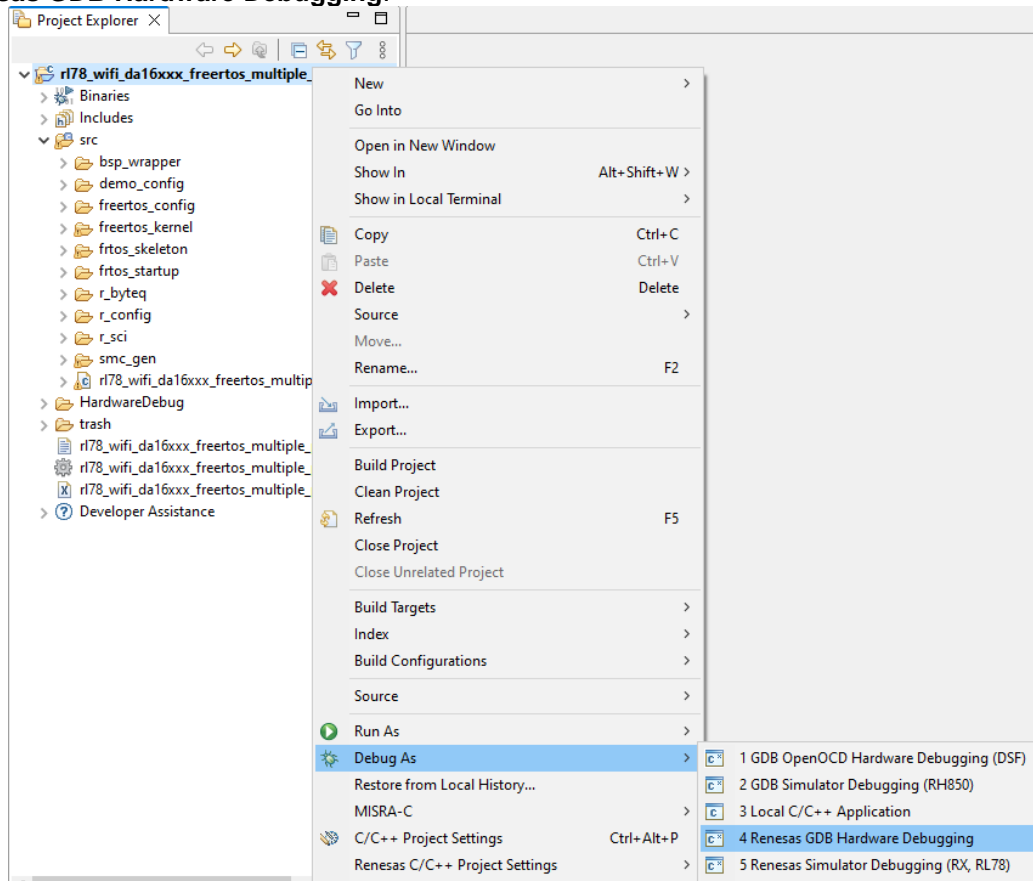 sas GDB Hardware Debugging.
Project Explorer
rl78_wifi_da16xxx_freertos_multiple_
Binaries
Includes
src
bsp_wrapper
demo_config
freertos_config
freertos_kernel
frtos_skeleton
frtos_startup
r_byteq
r_config
r_sci
smc_gen
rl78_wifi_da16xxx_freertos_multip
HardwareDebug
trash
rl78_wifi_da16xxx_freertos_multiple_
rl78_wifi_da16xxx_freertos_multiple_
rl78_wifi_da16xxx_freertos_multiple_
Developer Assistance
New
Go Into
Open in New Window
Show In Alt+Shift+W >
Show in Local Terminal
Copy Ctrl+C
Paste Ctrl+V
Delete Delete
Source
Move...
Rename... F2
Import...
Export...
Build Project
Clean Project
Refresh F5
Close Project
Close Unrelated Project
Build Targets
Index
Build Configurations
Source
Run As
Debug As
Restore from Local History...
MISRA-C
C/C++ Project Settings Ctrl+Alt+P
Renesas C/C++ Project Settings
1 GDB OpenOCD Hardware Debugging (DSF)
2 GDB Simulator Debugging (RH850)
3 Local C/C++ Application
4 Renesas GDB Hardware Debugging
5 Renesas Simulator Debugging (RX, RL78)